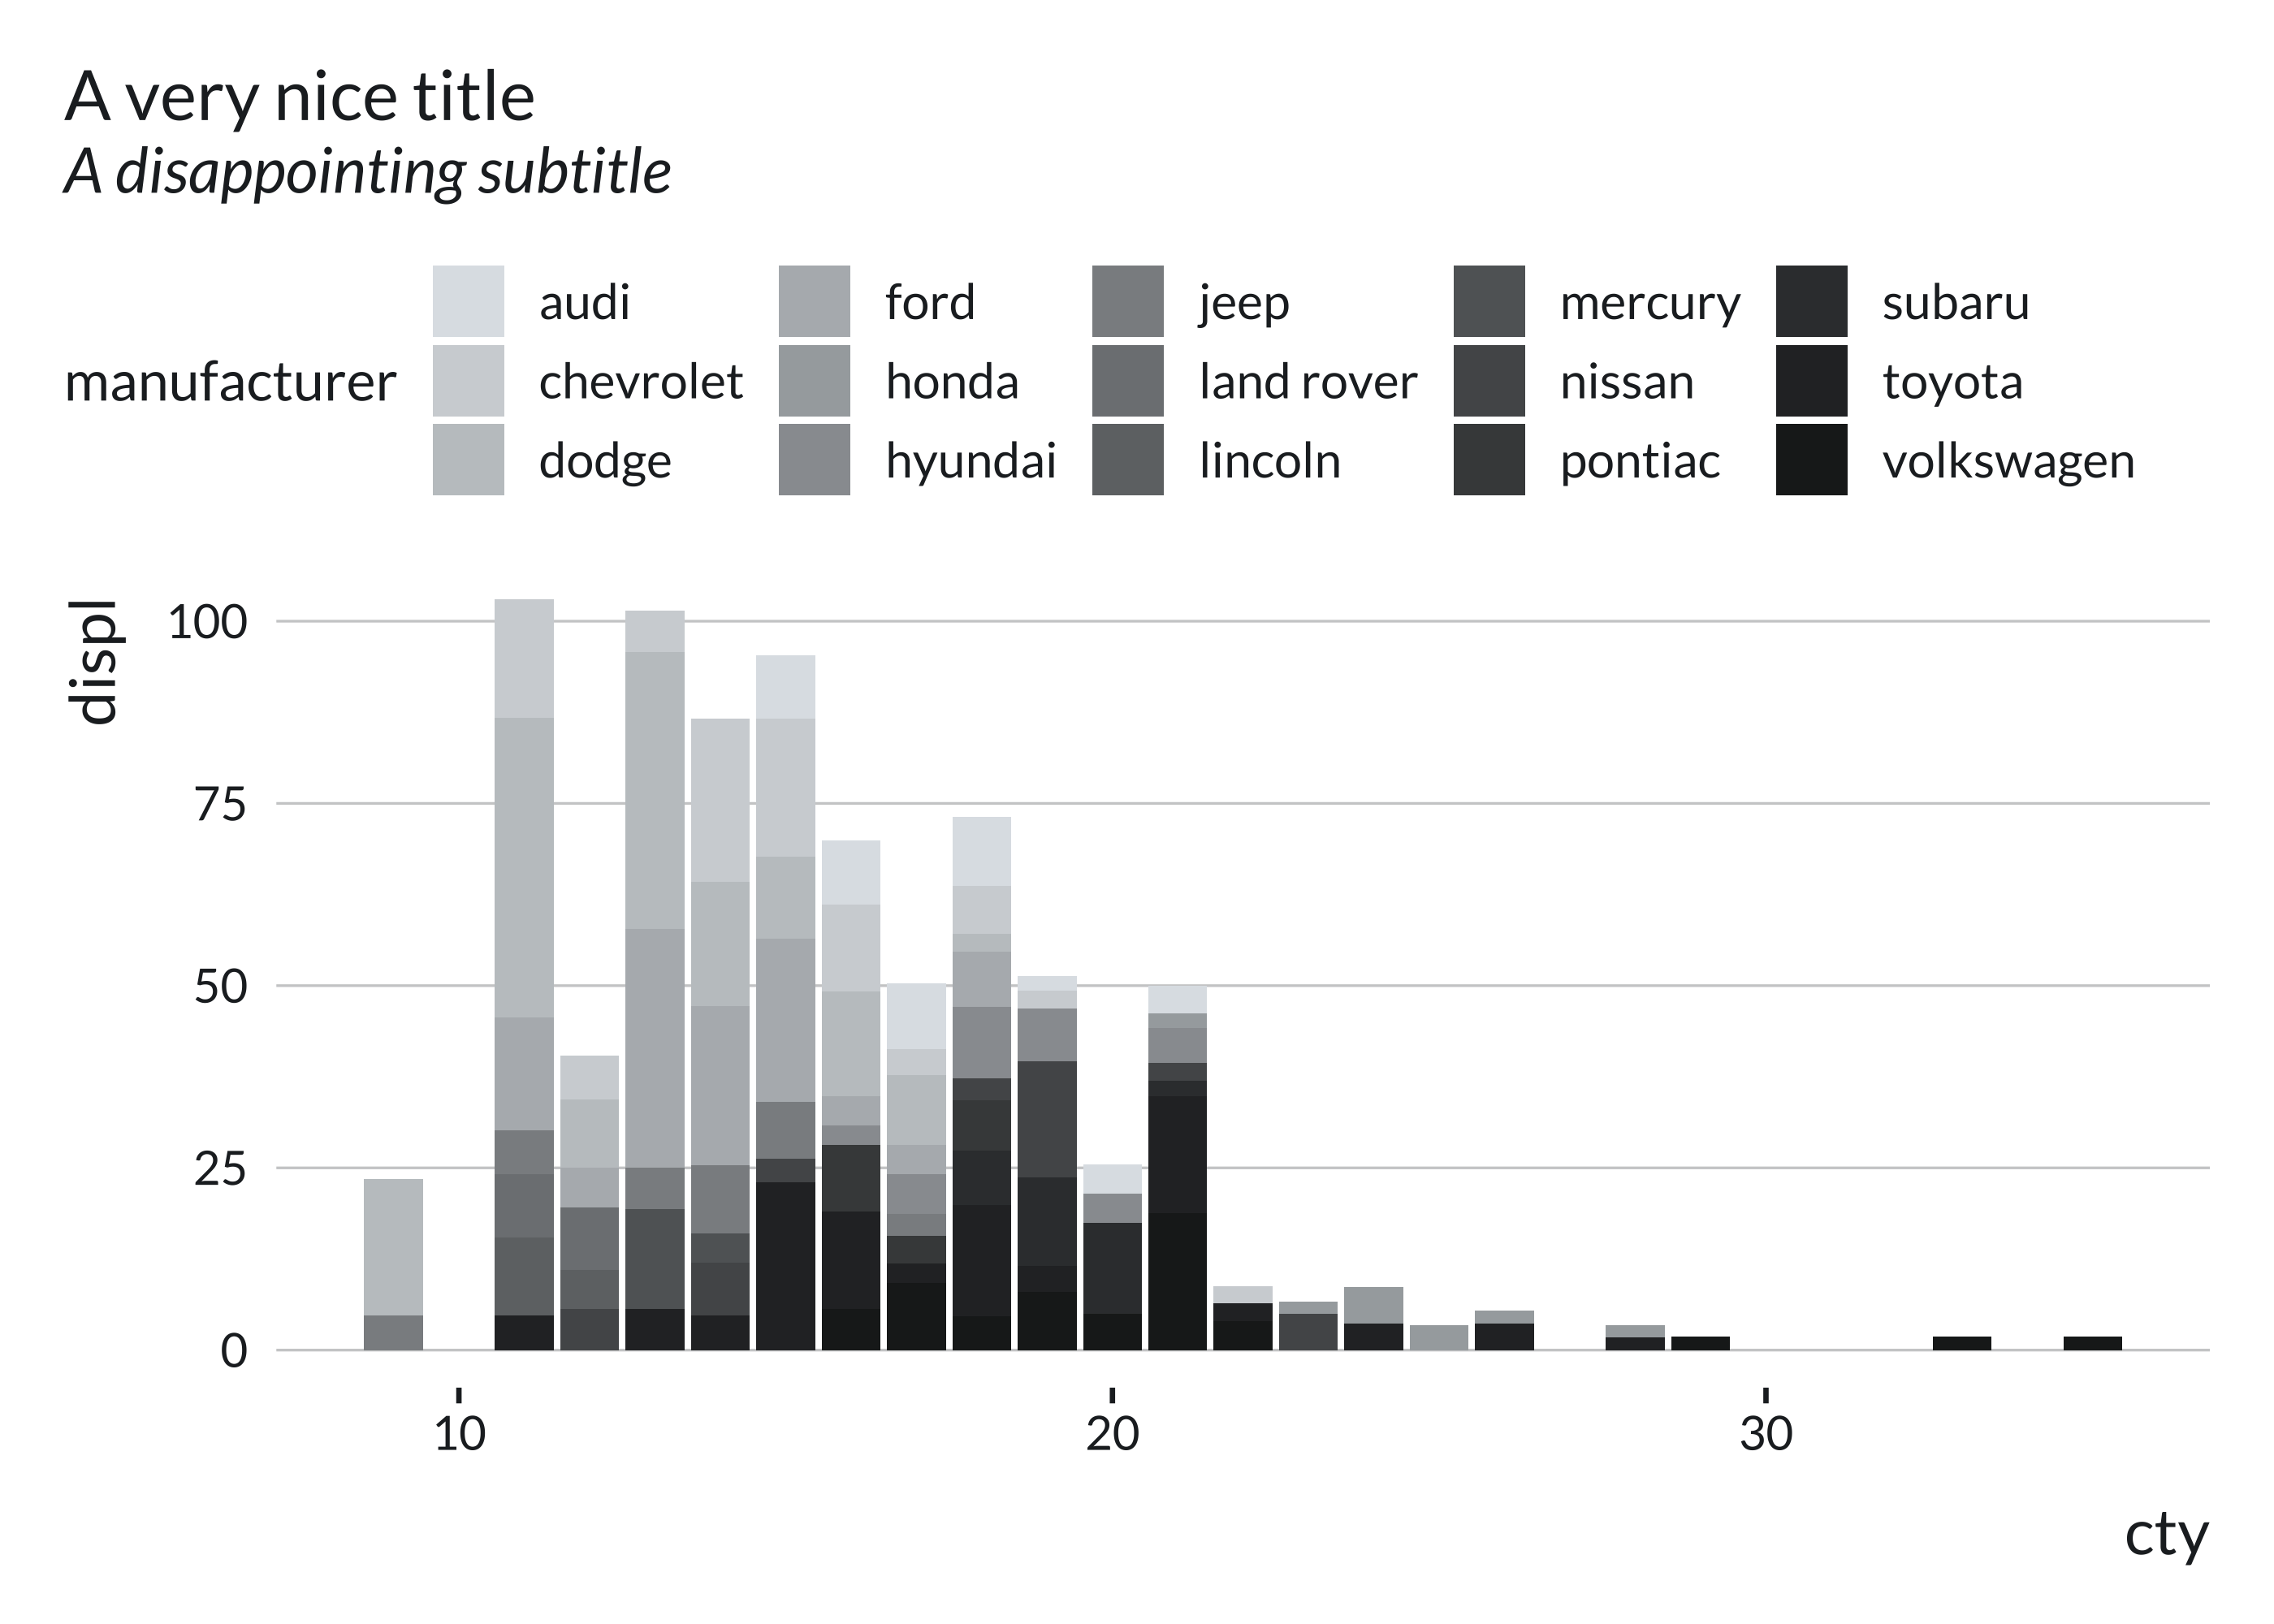 A very nice title
A disappointing subtitle
audi ford jeep mercury subaru
manufacturer chevrolet honda land rover nissan toyota
dodge hyundai lincoln pontiac volkswagen
displ
100
75
50
25
0
10 20 30
cty